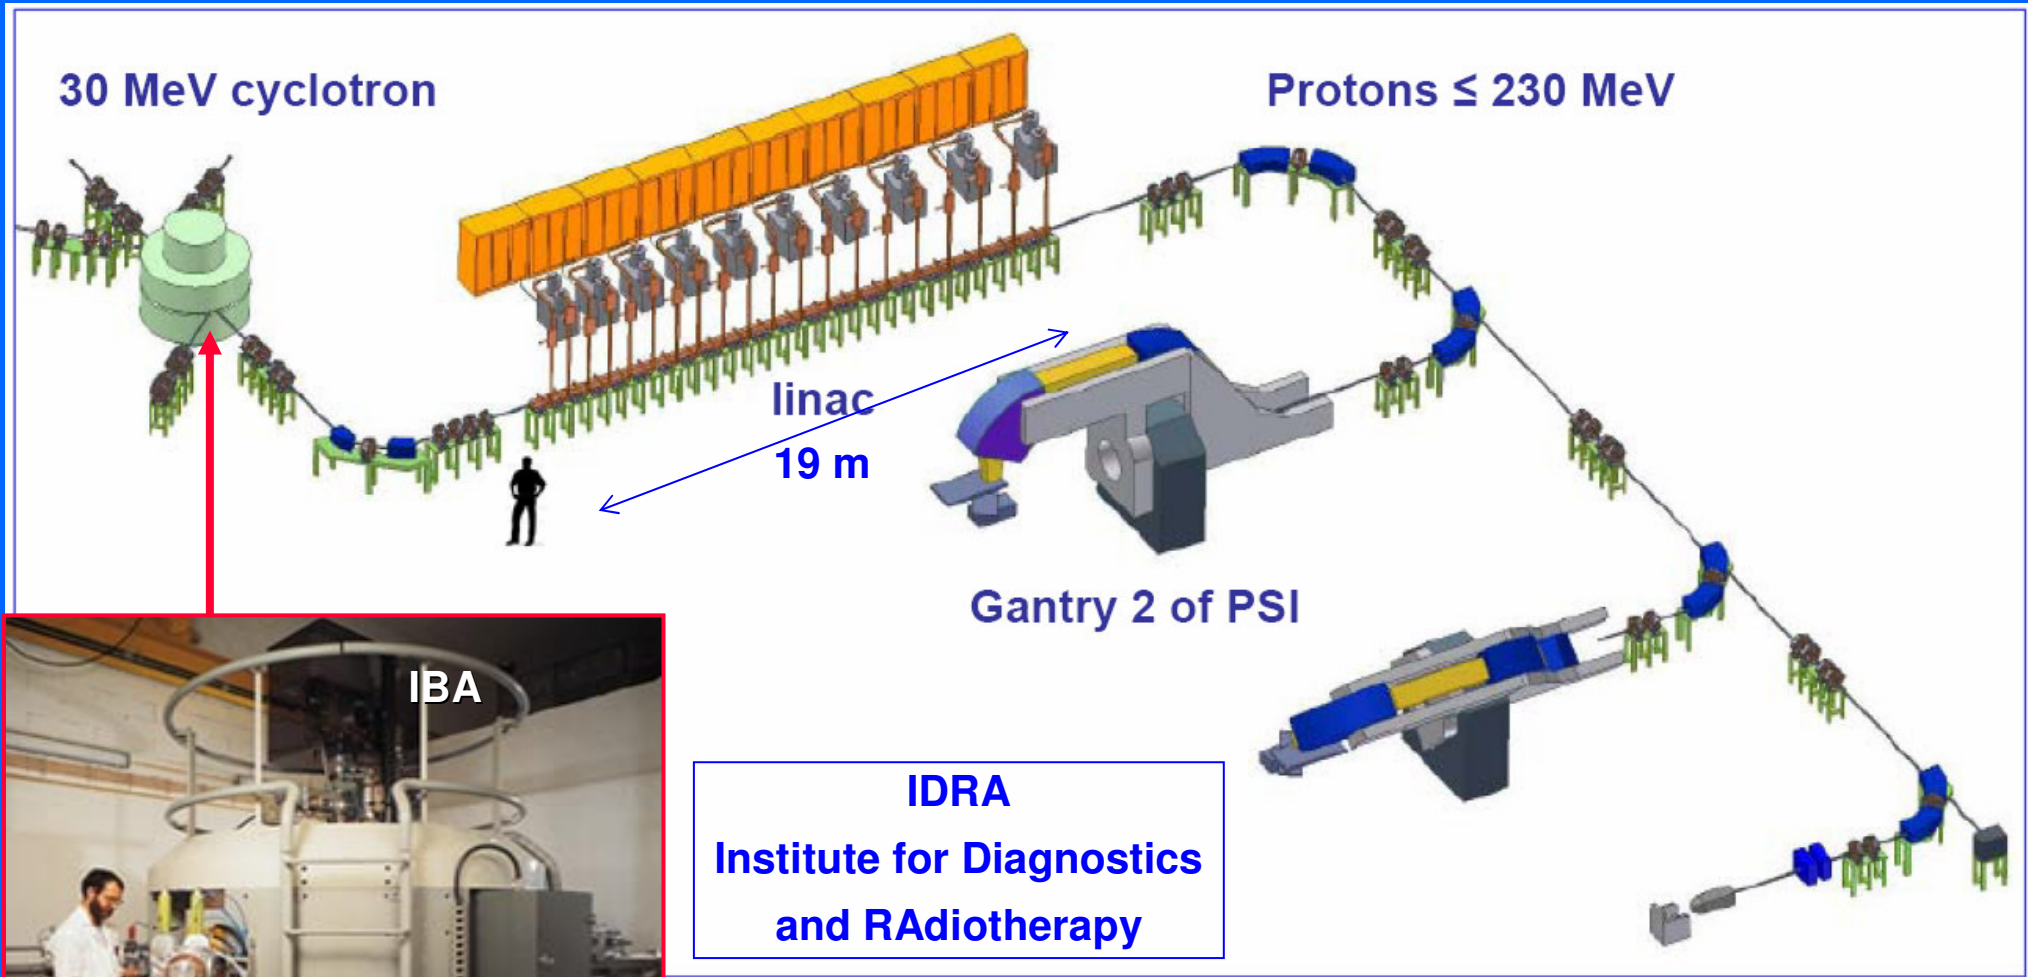 30 MeV cyclotron
Protons ≤ 230 MeV
linac
19 m
Gantry 2 of PSI
IBA
IDRA
Institute for Diagnostics
and RAdiotherapy